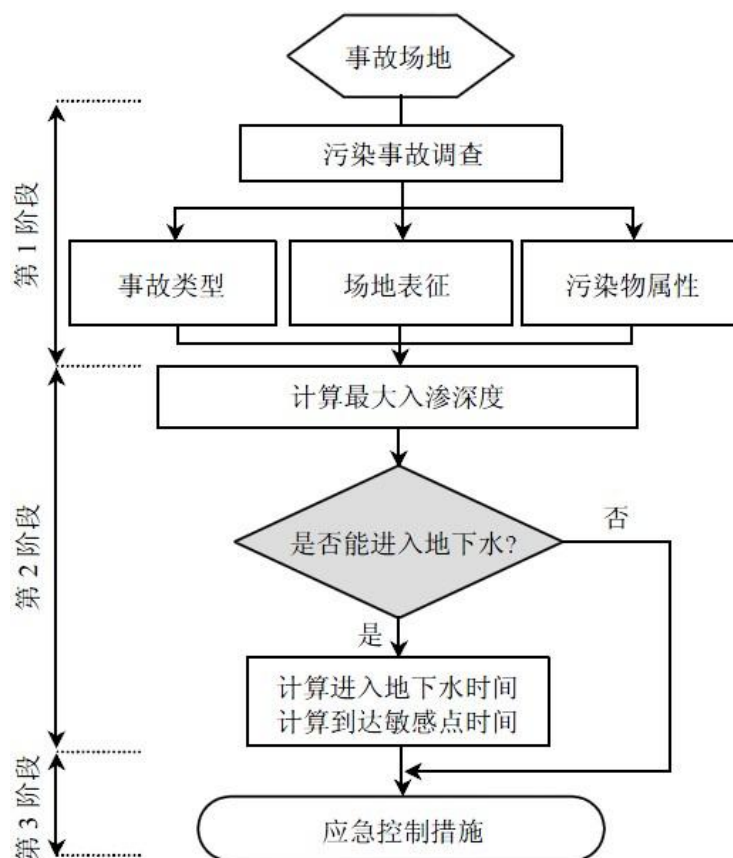 事故场地
第1阶段
污染事故调查
事故类型
场地表征
污染物属性
第2阶段
计算最大入渗深度
是否能进入地下水?
否
是
计算进入地下水时间
计算到达敏感点时间
第3阶段
应急控制措施